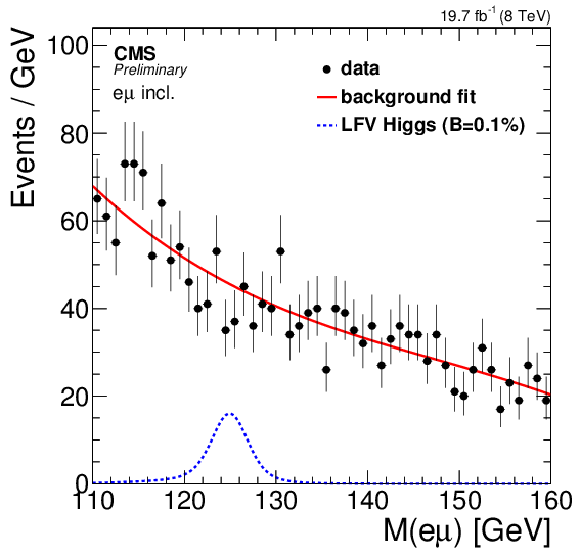 19.7 fb⁻¹ (8 TeV)
CMS
Preliminary
eμ incl.
data
background fit
LFV Higgs (B=0.1%)
Events / GeV
100
80
60
40
20
0
110 120 130 140 150 160
M(eμ) [GeV]